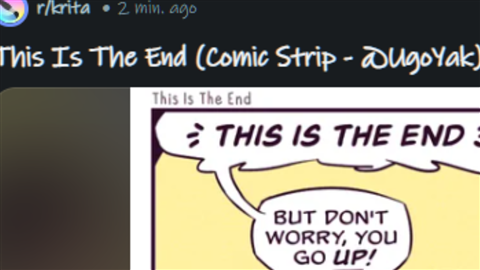 r/krita • 2 min. ago
This Is The End (Comic Strip - @UgoYak)
This Is The End
THIS IS THE END
BUT DON'T
WORRY, YOU
GO UP!